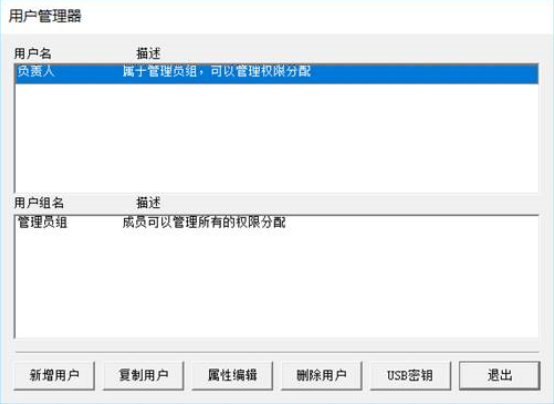 用户管理器
用户名 描述
负责人 属于管理员组，可以管理权限分配
用户组名 描述
管理员组 成员可以管理所有的权限分配
新增用户 复制用户 属性编辑 删除用户 USB密钥 退出